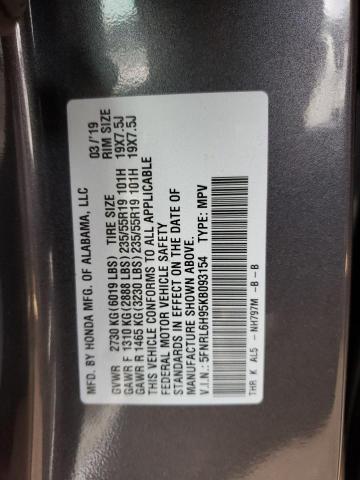 MFD. BY HONDA MFG. OF ALABAMA, LLC 03/'19
GVWR 2730 KG(6019 LBS) TIRE SIZE RIM SIZE
GAWR F 1310 KG(2888 LBS)235/55R19 101H 19X7.5J
GAWR R 1465 KG(3230 LBS)235/55R19 101H 19X7.5J
THIS VEHICLE CONFORMS TO ALL APPLICABLE
FEDERAL MOTOR VEHICLE SAFETY
STANDARDS IN EFFECT ON THE DATE OF
MANUFACTURE SHOWN ABOVE.
V.I.N.: 5FNRL6H95KB093154 TYPE: MPV
THR K AL5 - NH797M -B -B